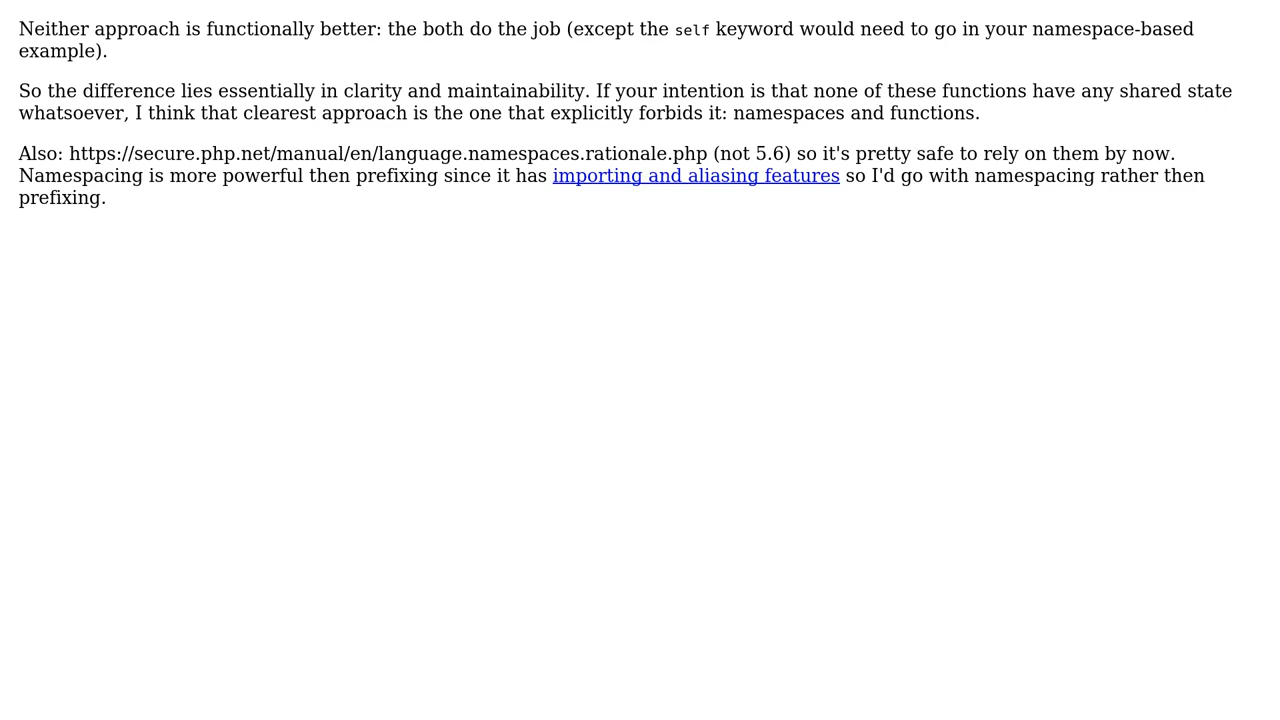 Neither approach is functionally better: the both do the job (except the self keyword would need to go in your namespace-based
example).
So the difference lies essentially in clarity and maintainability. If your intention is that none of these functions have any shared state
whatsoever, I think that clearest approach is the one that explicitly forbids it: namespaces and functions.
Also: https://secure.php.net/manual/en/language.namespaces.rationale.php (not 5.6) so it's pretty safe to rely on them by now.
Namespacing is more powerful then prefixing since it has importing and aliasing features so I'd go with namespacing rather then
prefixing.